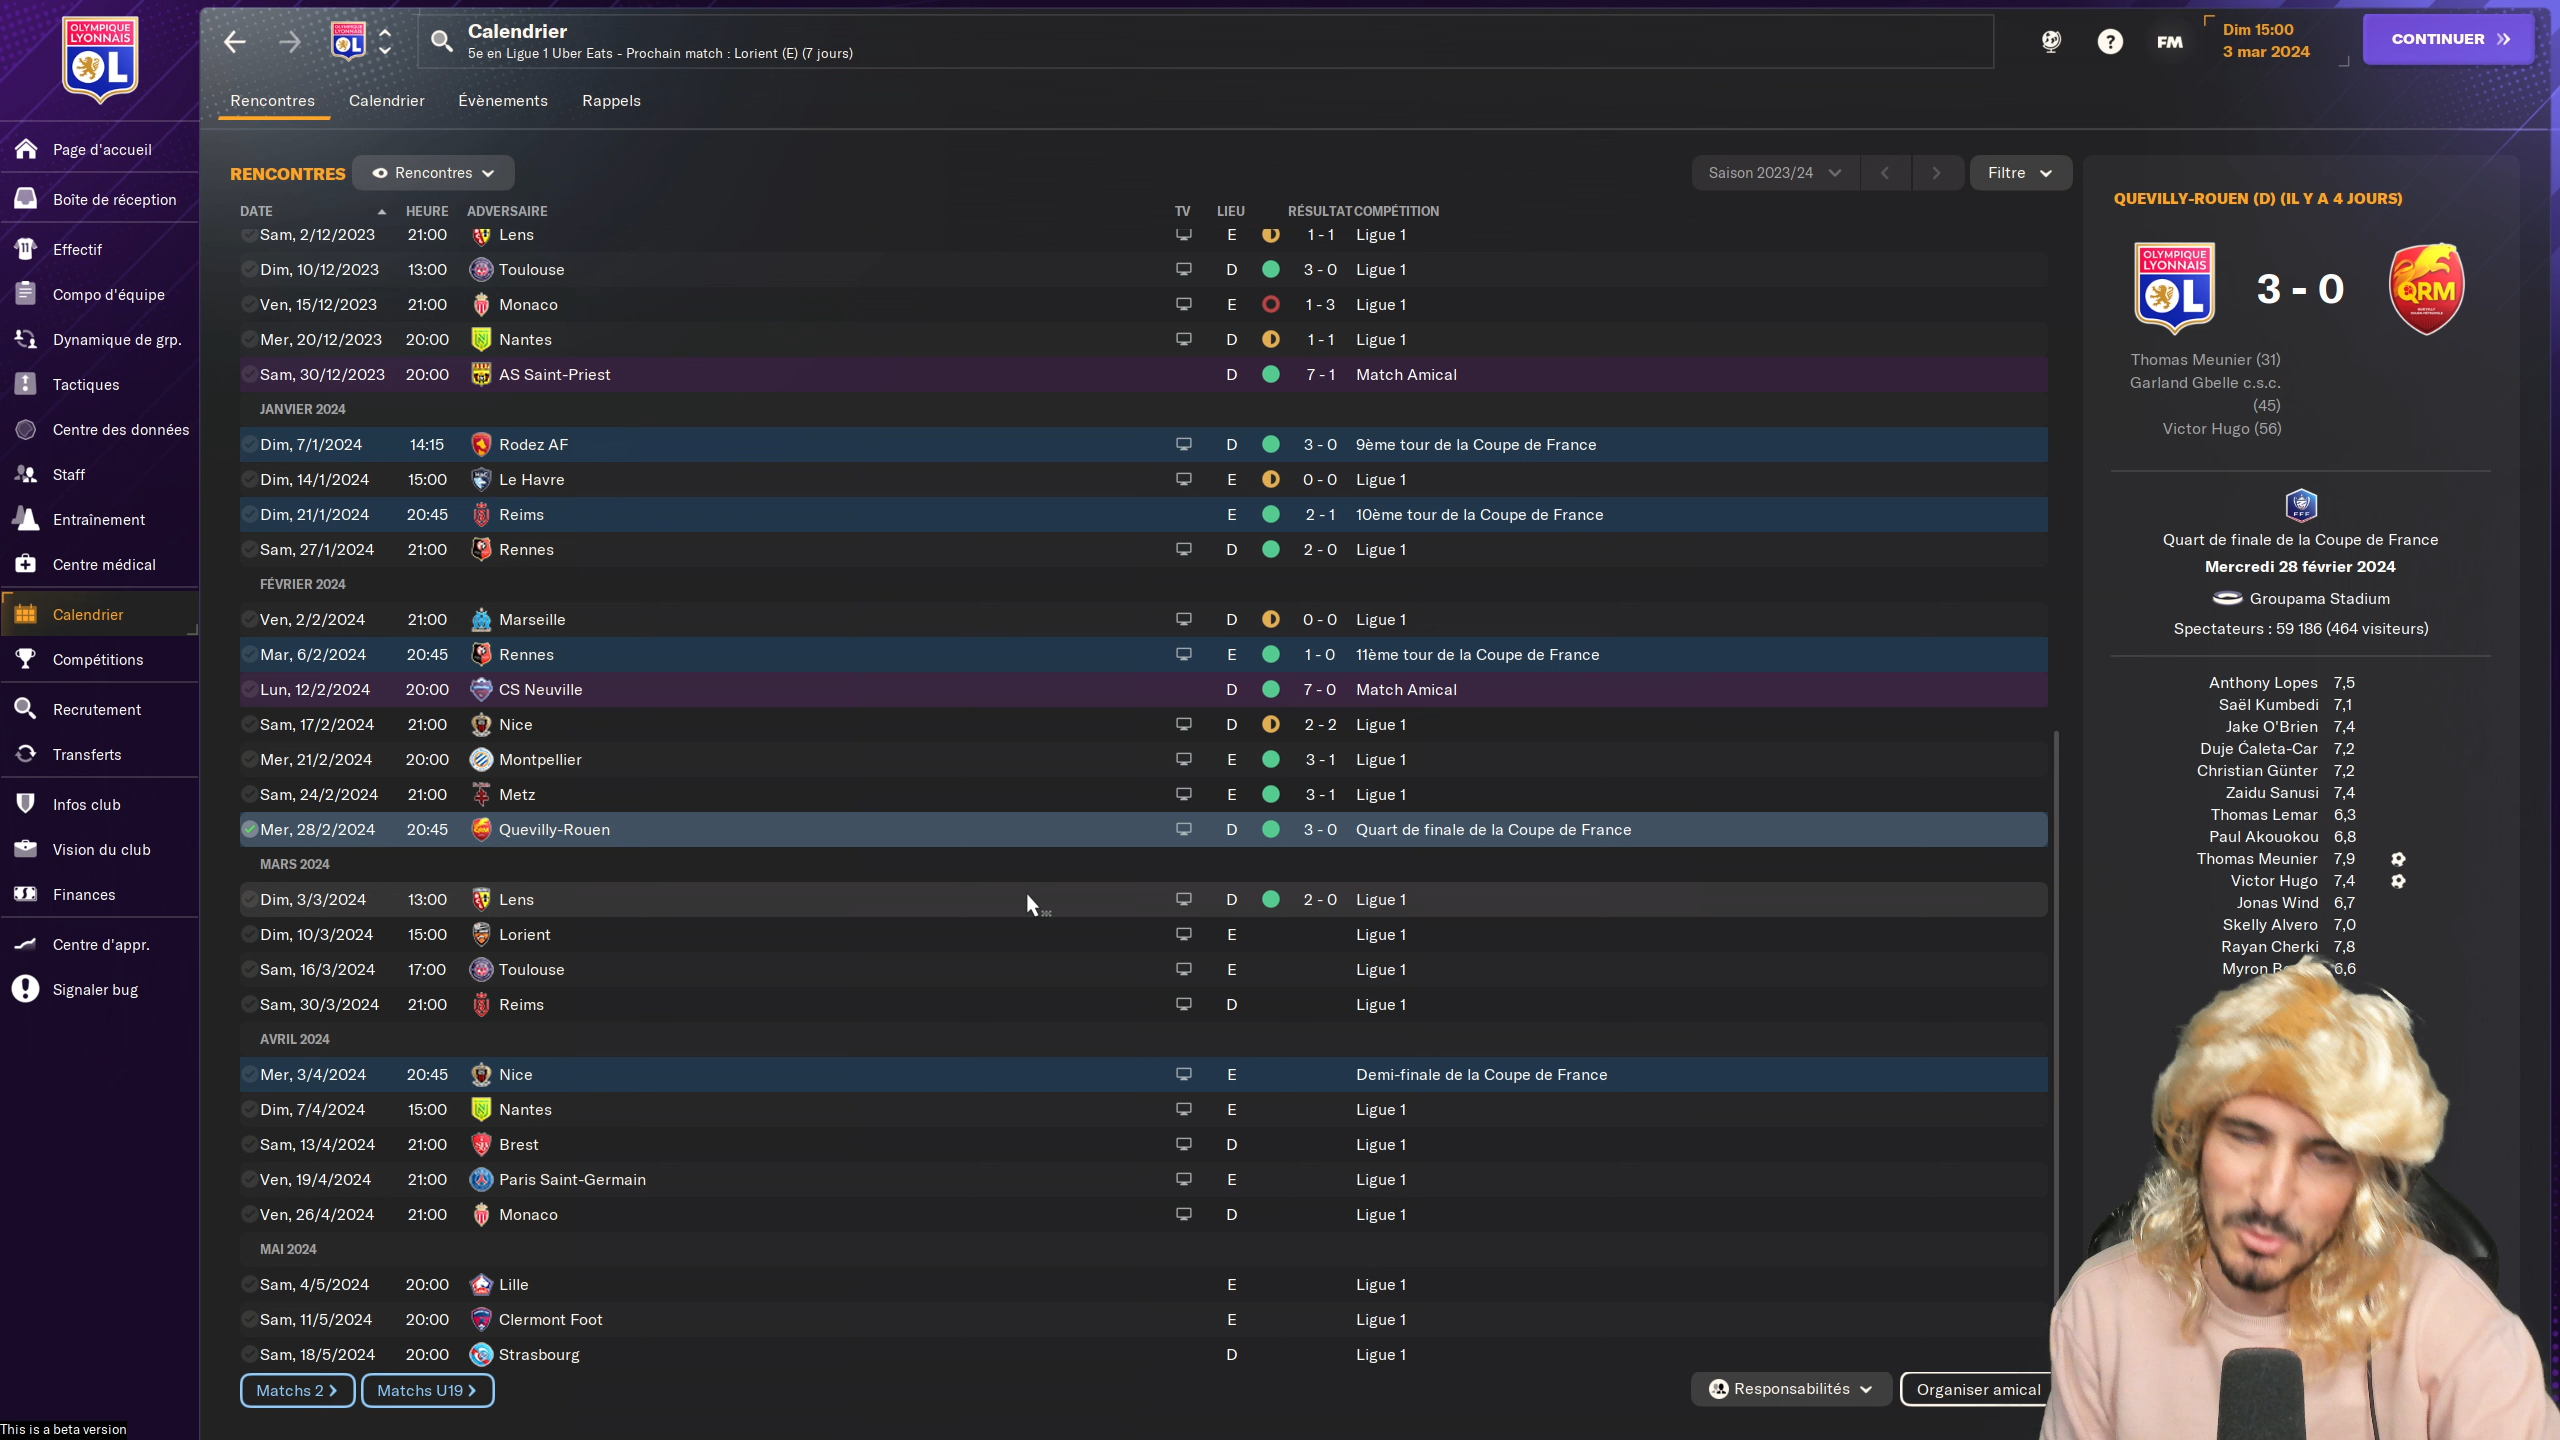 OLYMPIQUE
LYONNAIS
OL
Calendrier
5e en Ligue 1 Uber Eats - Prochain match : Lorient (E) (7 jours)
?
FM
Dim 15:00
3 mar 2024
CONTINUER
Rencontres
Calendrier
Évènements
Rappels
Page d'accueil
Boîte de réception
Effectif
Compo d'équipe
Dynamique de grp.
Tactiques
Centre des données
Staff
Entraînement
Centre médical
Calendrier
Compétitions
Recrutement
Transferts
Infos club
Vision du club
Finances
Centre d'appr.
Signaler bug
This is a beta version
RENCONTRES
Rencontres
Saison 2023/24
Filtre
DATE HEURE ADVERSAIRE TV LIEU RÉSULTAT COMPÉTITION
Sam, 2/12/2023 21:00 Lens E 1 - 1 Ligue 1
Dim, 10/12/2023 13:00 Toulouse D 3 - 0 Ligue 1
Ven, 15/12/2023 21:00 Monaco E 1 - 3 Ligue 1
Mer, 20/12/2023 20:00 Nantes D 1 - 1 Ligue 1
Sam, 30/12/2023 20:00 AS Saint-Priest D 7 - 1 Match Amical
JANVIER 2024
Dim, 7/1/2024 14:15 Rodez AF D 3 - 0 9ème tour de la Coupe de France
Dim, 14/1/2024 15:00 Le Havre E 0 - 0 Ligue 1
Dim, 21/1/2024 20:45 Reims E 2 - 1 10ème tour de la Coupe de France
Sam, 27/1/2024 21:00 Rennes D 2 - 0 Ligue 1
FÉVRIER 2024
Ven, 2/2/2024 21:00 Marseille D 0 - 0 Ligue 1
Mar, 6/2/2024 20:45 Rennes E 1 - 0 11ème tour de la Coupe de France
Lun, 12/2/2024 20:00 CS Neuville D 7 - 0 Match Amical
Sam, 17/2/2024 21:00 Nice D 2 - 2 Ligue 1
Mer, 21/2/2024 20:00 Montpellier E 3 - 1 Ligue 1
Sam, 24/2/2024 21:00 Metz E 3 - 1 Ligue 1
Mer, 28/2/2024 20:45 Quevilly-Rouen D 3 - 0 Quart de finale de la Coupe de France
MARS 2024
Dim, 3/3/2024 13:00 Lens D 2 - 0 Ligue 1
Dim, 10/3/2024 15:00 Lorient E Ligue 1
Sam, 16/3/2024 17:00 Toulouse E Ligue 1
Sam, 30/3/2024 21:00 Reims D Ligue 1
AVRIL 2024
Mer, 3/4/2024 20:45 Nice E Demi-finale de la Coupe de France
Dim, 7/4/2024 15:00 Nantes E Ligue 1
Sam, 13/4/2024 21:00 Brest D Ligue 1
Ven, 19/4/2024 21:00 Paris Saint-Germain E Ligue 1
Ven, 26/4/2024 21:00 Monaco D Ligue 1
MAI 2024
Sam, 4/5/2024 20:00 Lille E Ligue 1
Sam, 11/5/2024 20:00 Clermont Foot E Ligue 1
Sam, 18/5/2024 20:00 Strasbourg D Ligue 1
Matchs 2
Matchs U19
Responsabilités
Organiser amical
QUEVILLY-ROUEN (D) (IL Y A 4 JOURS)
OLYMPIQUE
LYONNAIS
OL
3 - 0
QRM
Thomas Meunier (31)
Garland Gbelle c.s.c.
(45)
Victor Hugo (56)
FFF
Quart de finale de la Coupe de France
Mercredi 28 février 2024
Groupama Stadium
Spectateurs : 59 186 (464 visiteurs)
Anthony Lopes 7,5
Saël Kumbedi 7,1
Jake O'Brien 7,4
Duje Ćaleta-Car 7,2
Christian Günter 7,2
Zaidu Sanusi 7,4
Thomas Lemar 6,3
Paul Akouokou 6,8
Thomas Meunier 7,9
Victor Hugo 7,4
Jonas Wind 6,7
Skelly Alvero 7,0
Rayan Cherki 7,8
Myron 6,6